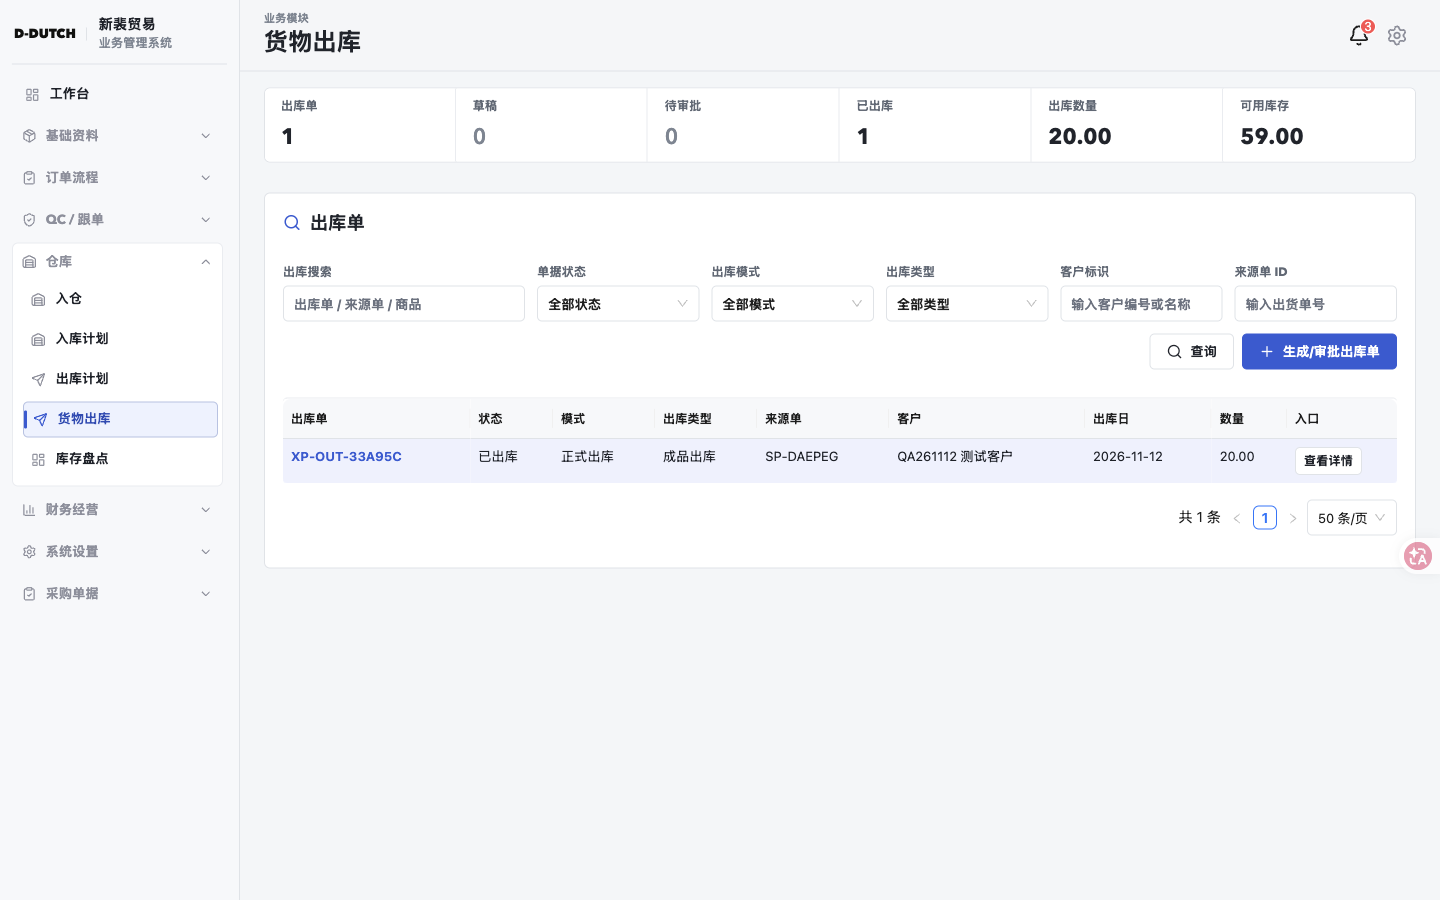 D-DUTCH
新裴贸易
业务管理系统
工作台
基础资料
订单流程
QC / 跟单
仓库
入仓
入库计划
出库计划
货物出库
库存盘点
财务经营
系统设置
采购单据
业务模块
货物出库
3
出库单 草稿 待审批 已出库 出库数量 可用库存
1 0 0 1 20.00 59.00
出库单
出库搜索 单据状态 出库模式 出库类型 客户标识 来源单 ID
出库单 / 来源单 / 商品 全部状态 全部模式 全部类型 输入客户编号或名称 输入出货单号
查询 生成/审批出库单
出库单 状态 模式 出库类型 来源单 客户 出库日 数量 入口
XP-OUT-33A95C 已出库 正式出库 成品出库 SP-DAEPEG QA261112 测试客户 2026-11-12 20.00 查看详情
共 1 条 1 50 条/页